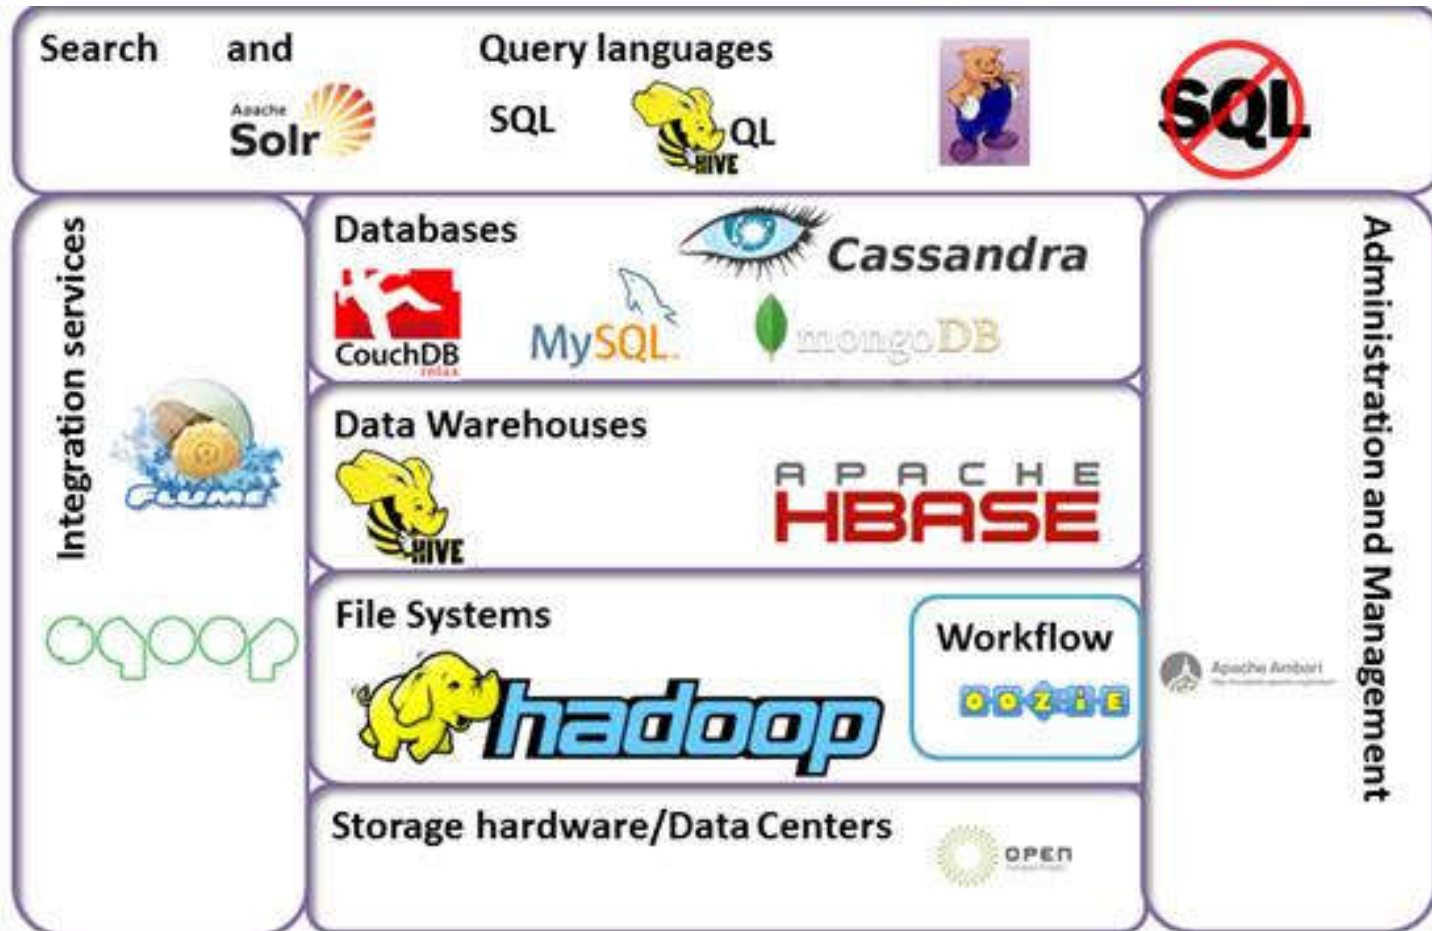 Search and Query languages
Apache
Solr
SQL
HIVE
QL
SQL
Integration services
FLUME
sqoop
Databases
Cassandra
CouchDB
relax
MySQL
mongoDB
Data Warehouses
HIVE
APACHE
HBASE
File Systems
hadoop
Workflow
OOZIE
Storage hardware/Data Centers
OPEN
Administration and Management
Apache Ambari